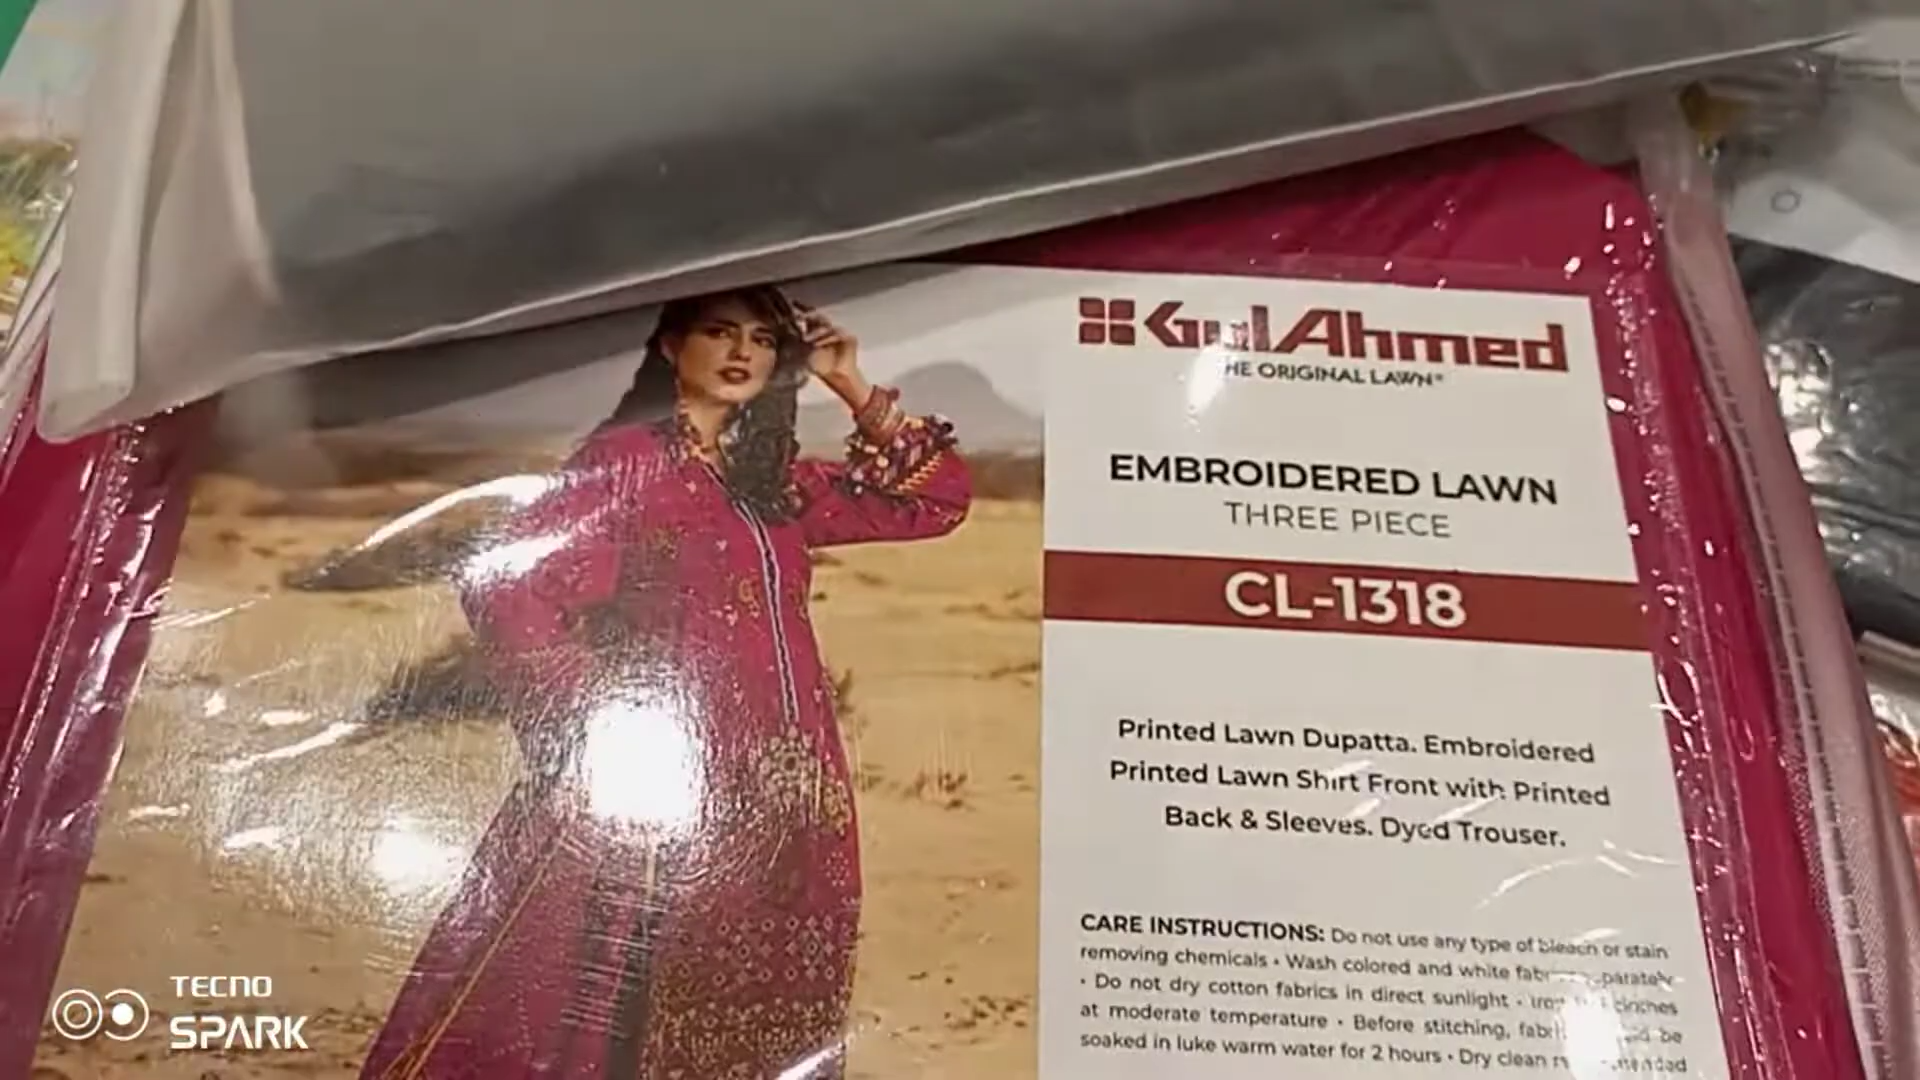 GulAhmed
THE ORIGINAL LAWN®
EMBROIDERED LAWN
THREE PIECE
CL-1318
Printed Lawn Dupatta. Embroidered
Printed Lawn Shirt Front with Printed
Back & Sleeves. Dyed Trouser.
CARE INSTRUCTIONS: Do not use any type of bleach or stain
removing chemicals • Wash colored and white
• Do not dry cotton fabrics in direct sunlight • clothes
at moderate temperature • Before stitching, be
soaked in luke warm water for 2 hours • Dry clean
TECNO
SPARK